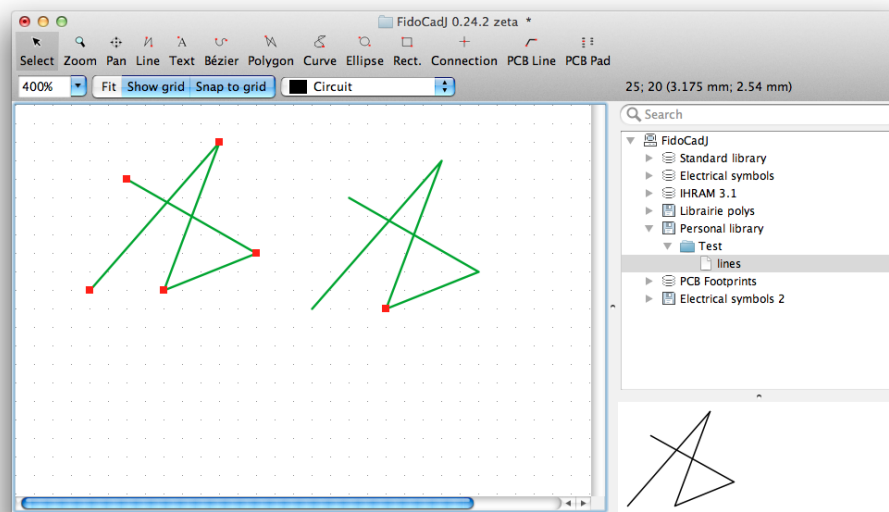 FidoCadJ 0.24.2 zeta *
Select Zoom Pan Line Text Bézier Polygon Curve Ellipse Rect. Connection PCB Line PCB Pad
400% Fit Show grid Snap to grid Circuit 25; 20 (3.175 mm; 2.54 mm)
Search
FidoCadJ
Standard library
Electrical symbols
IHRAM 3.1
Librairie polys
Personal library
Test
lines
PCB Footprints
Electrical symbols 2